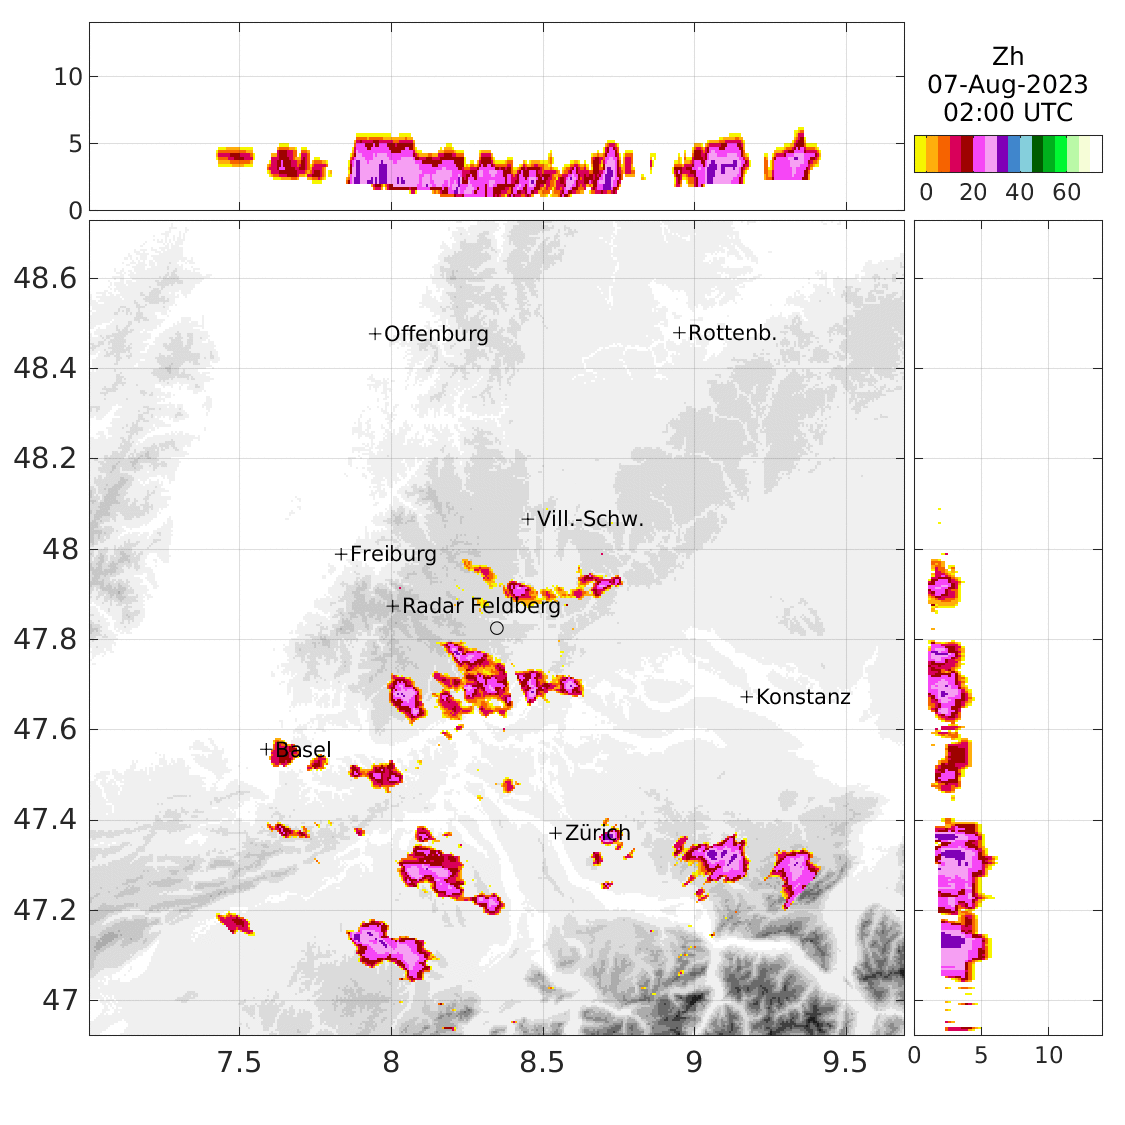 Zh
07-Aug-2023
02:00 UTC
0 20 40 60
10
5
0
48.6
48.4
48.2
48
47.8
47.6
47.4
47.2
47
+Offenburg
+Rottenb.
+Vill.-Schw.
+Freiburg
+Radar Feldberg
+Konstanz
+Basel
+Zürich
7.5 8 8.5 9 9.5
0 5 10